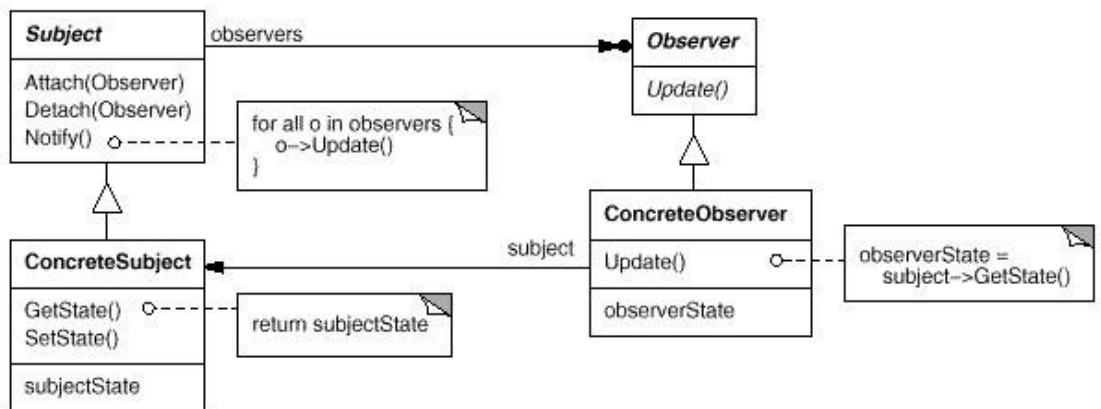 Subject
Attach(Observer)
Detach(Observer)
Notify()
observers
Observer
Update()
for all o in observers {
o->Update()
}
ConcreteSubject
GetState()
SetState()
subjectState
return subjectState
subject
ConcreteObserver
Update()
observerState
observerState =
subject->GetState()